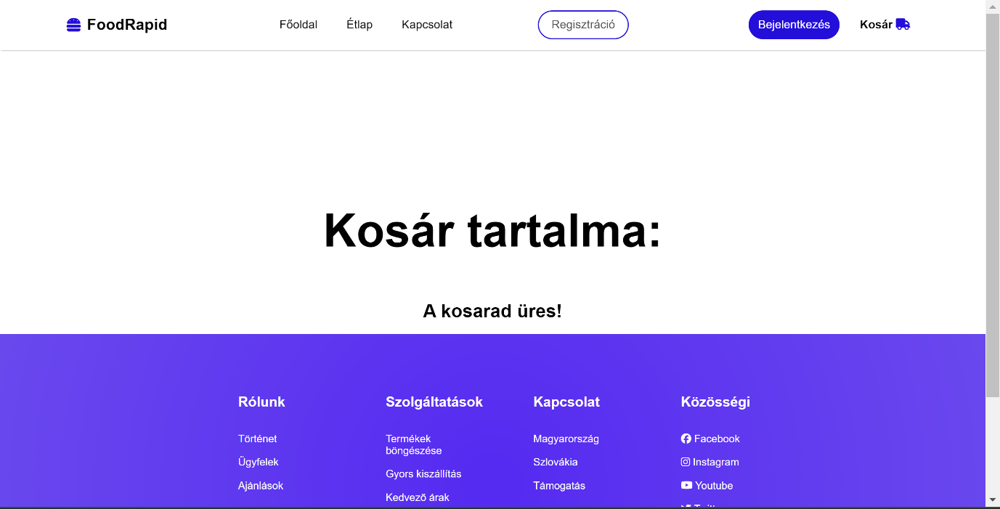 FoodRapid
Főoldal
Étlap
Kapcsolat
Regisztráció
Bejelentkezés
Kosár
Kosár tartalma:
A kosarad üres!
Rólunk
Történet
Ügyfelek
Ajánlások
Szolgáltatások
Termékek
böngészése
Gyors kiszállítás
Kedvező árak
Kapcsolat
Magyarország
Szlovákia
Támogatás
Közösségi
Facebook
Instagram
Youtube